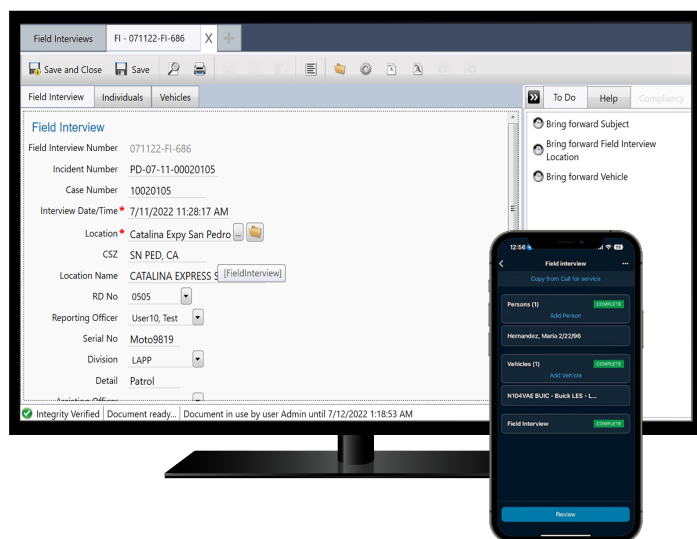 Field Interviews
FI - 071122-FI-686
X
+
Save and Close
Save
Field Interview
Individuals
Vehicles
To Do
Help
Compliancy
Field Interview
Field Interview Number 071122-FI-686
Incident Number PD-07-11-00020105
Case Number 10020105
Interview Date/Time * 7/11/2022 11:28:17 AM
Location * Catalina Expy San Pedro ...
CSZ SN PED, CA
Location Name CATALINA EXPRESS S
[FieldInterview]
RD No 0505
Reporting Officer User10, Test
Serial No Moto9819
Division LAPP
Detail Patrol
Assisting Officer
Integrity Verified
Document ready...
Document in use by user Admin until 7/12/2022 1:18:53 AM
Bring forward Subject
Bring forward Field Interview
Location
Bring forward Vehicle
12:56
Field interview
Copy from Call for service
Persons (1) COMPLETE
Add Person
Hernandez, Maria 2/22/96
Vehicles (1) COMPLETE
Add Vehicle
N104VAE BUIC - Buick LES - L...
Field Interview COMPLETE
Review